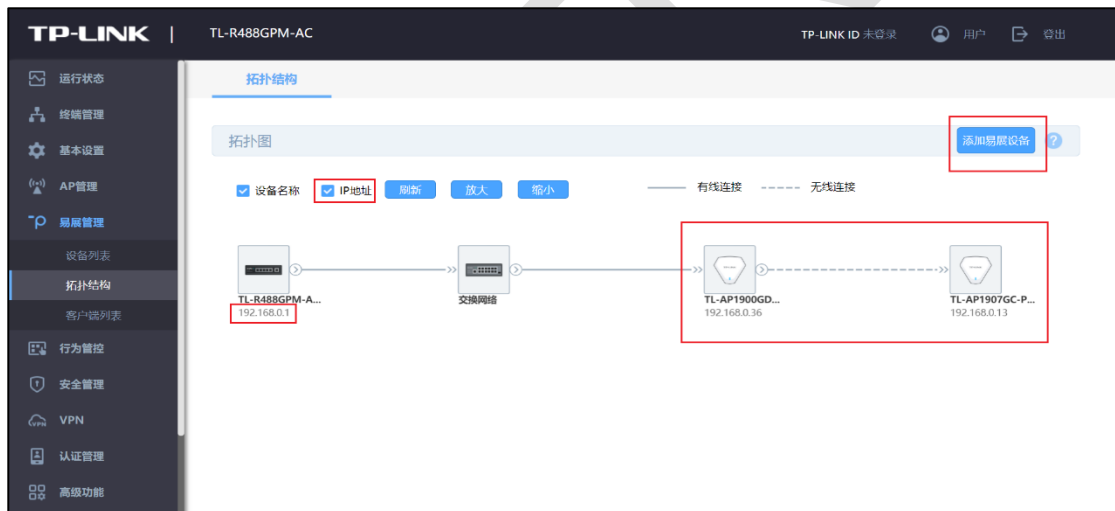 TP-LINK | TL-R488GPM-AC TP-LINK ID 未登录 用户 登出
运行状态
终端管理
基本设置
AP管理
易展管理
设备列表
拓扑结构
客户端列表
行为管控
安全管理
VPN
认证管理
高级功能
拓扑结构
拓扑图 添加易展设备 ?
设备名称 IP地址 刷新 放大 缩小 有线连接 无线连接
TL-R488GPM-A... 交换网络 TL-AP1900GD... TL-AP1907GC-P...
192.168.0.1 192.168.0.36 192.168.0.13